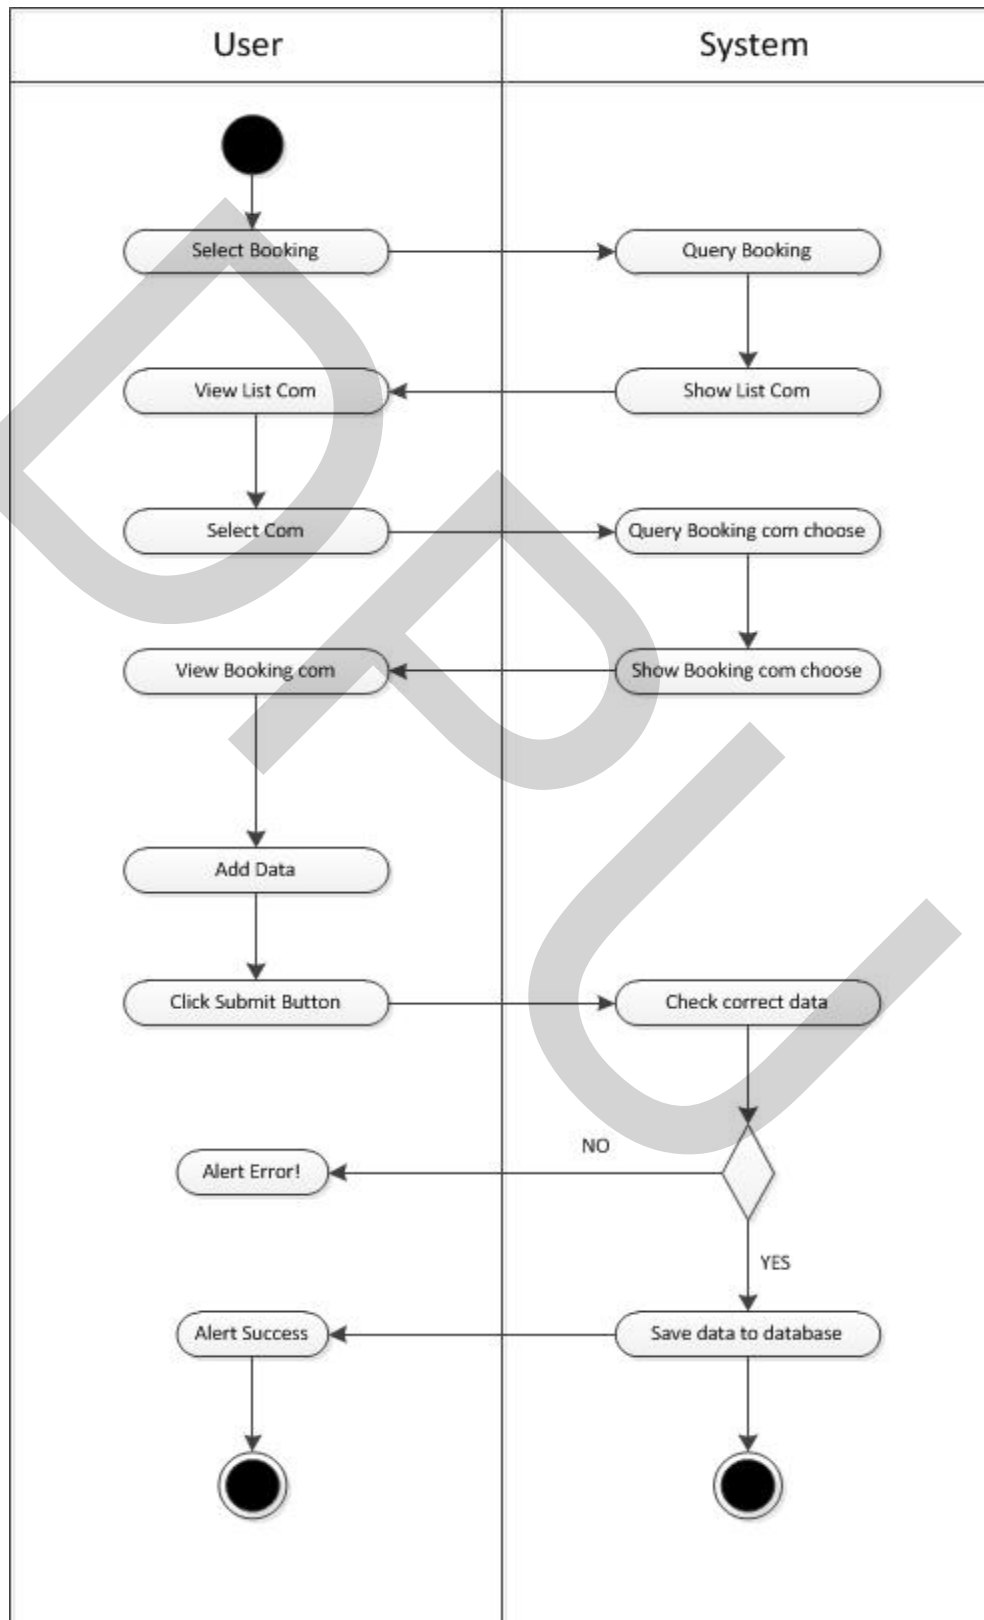 User
System
Select Booking
Query Booking
View List Com
Show List Com
Select Com
Query Booking com choose
View Booking com
Show Booking com choose
Add Data
Click Submit Button
Check correct data
NO
Alert Error!
YES
Alert Success
Save data to database
DPU